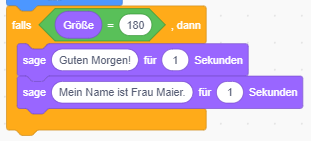 falls Größe = 180 , dann
sage Guten Morgen! für 1 Sekunden
sage Mein Name ist Frau Maier. für 1 Sekunden